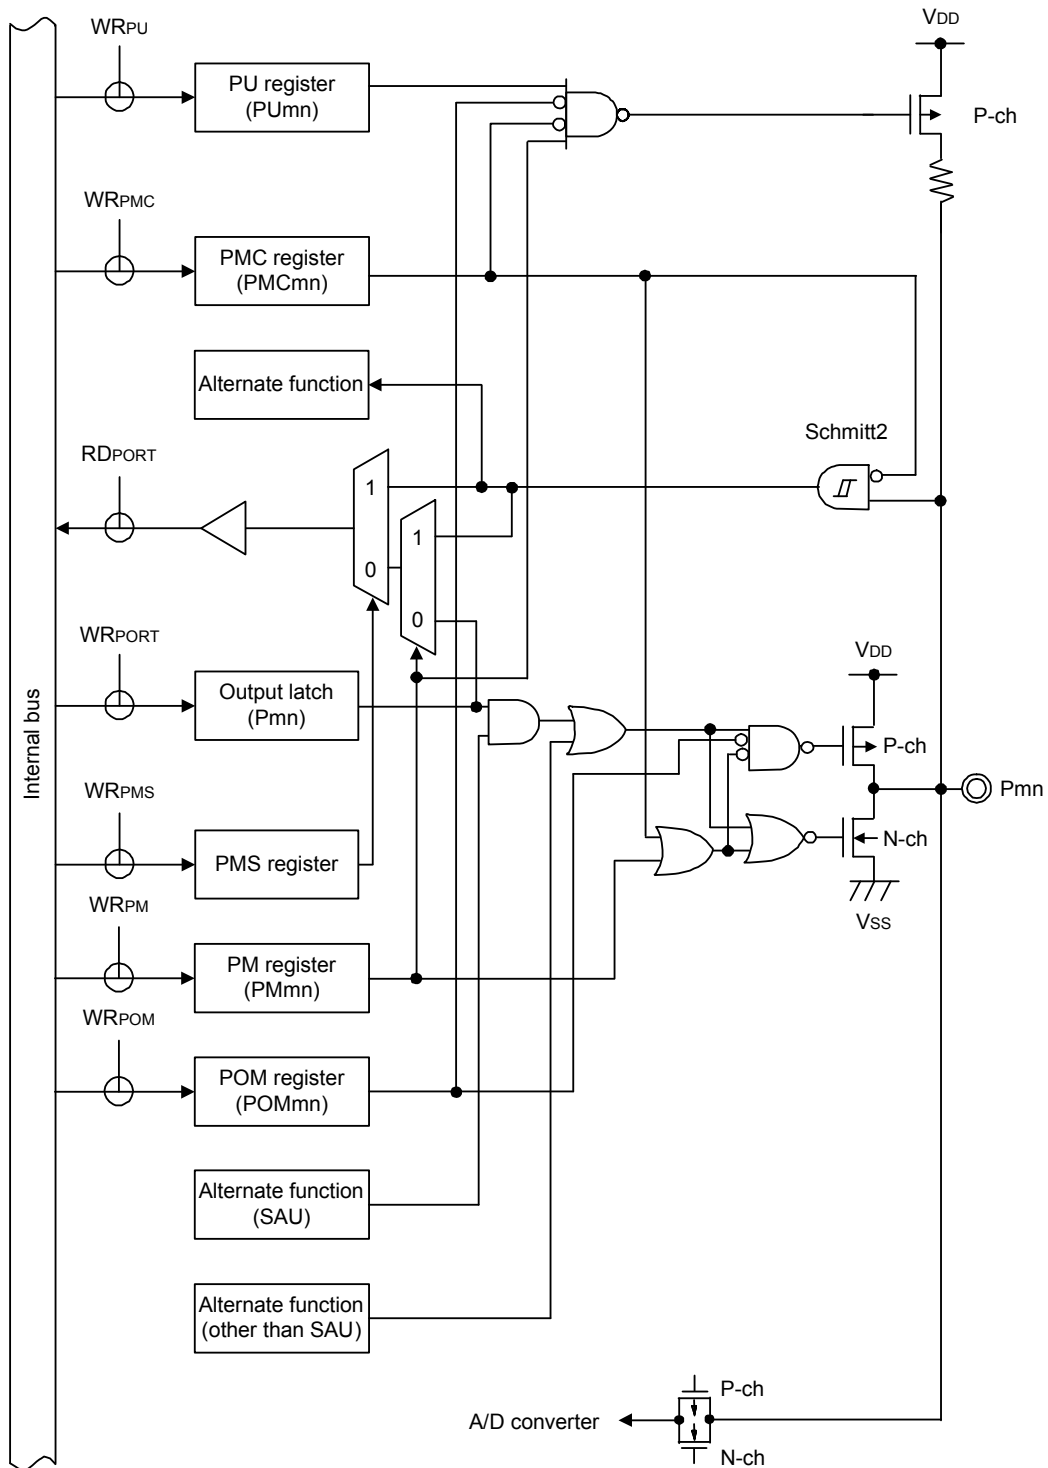 WRPU
VDD
PU register
(PUmn)
P-ch
WRPMC
PMC register
(PMCmn)
Alternate function
Schmitt2
RDPORT
1
1
0
0
WRPORT
VDD
Output latch
(Pmn)
P-ch
Internal bus
Pmn
WRPMS
N-ch
PMS register
WRPM
VSS
PM register
(PMmn)
WRPOM
POM register
(POMmn)
Alternate function
(SAU)
Alternate function
(other than SAU)
P-ch
A/D converter
N-ch